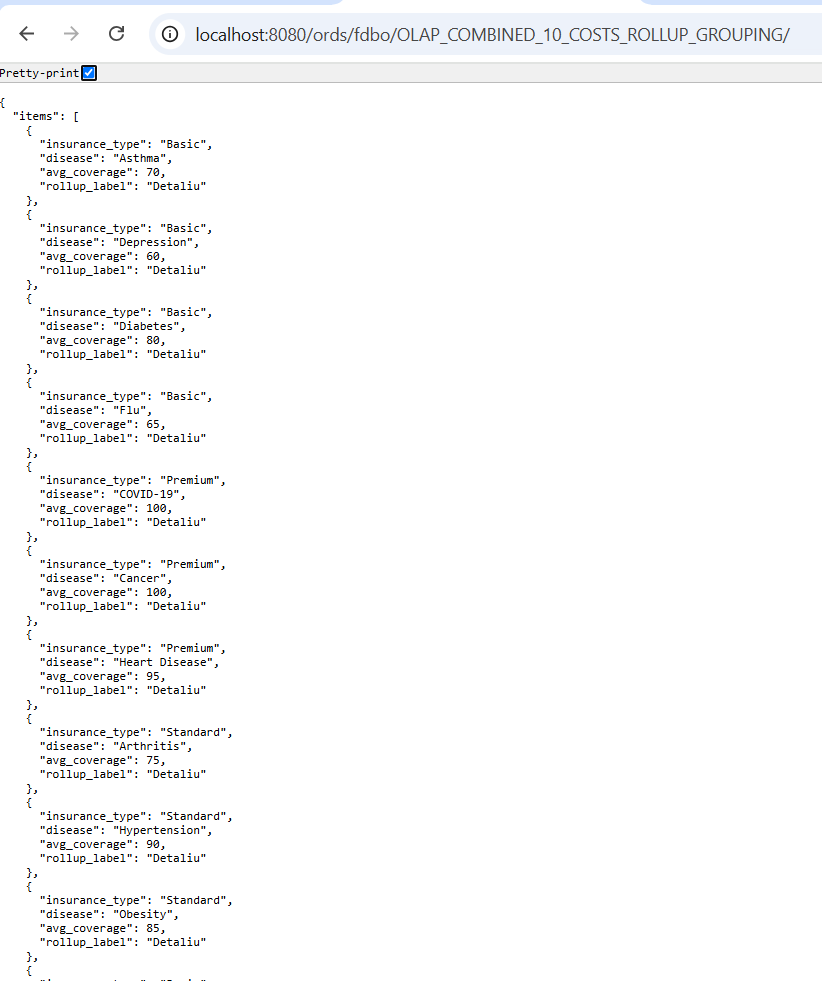 localhost:8080/ords/fdbo/OLAP_COMBINED_10_COSTS_ROLLUP_GROUPING/
Pretty-print
{
  "items": [
    {
      "insurance_type": "Basic",
      "disease": "Asthma",
      "avg_coverage": 70,
      "rollup_label": "Detaliu"
    },
    {
      "insurance_type": "Basic",
      "disease": "Depression",
      "avg_coverage": 60,
      "rollup_label": "Detaliu"
    },
    {
      "insurance_type": "Basic",
      "disease": "Diabetes",
      "avg_coverage": 80,
      "rollup_label": "Detaliu"
    },
    {
      "insurance_type": "Basic",
      "disease": "Flu",
      "avg_coverage": 65,
      "rollup_label": "Detaliu"
    },
    {
      "insurance_type": "Premium",
      "disease": "COVID-19",
      "avg_coverage": 100,
      "rollup_label": "Detaliu"
    },
    {
      "insurance_type": "Premium",
      "disease": "Cancer",
      "avg_coverage": 100,
      "rollup_label": "Detaliu"
    },
    {
      "insurance_type": "Premium",
      "disease": "Heart Disease",
      "avg_coverage": 95,
      "rollup_label": "Detaliu"
    },
    {
      "insurance_type": "Standard",
      "disease": "Arthritis",
      "avg_coverage": 75,
      "rollup_label": "Detaliu"
    },
    {
      "insurance_type": "Standard",
      "disease": "Hypertension",
      "avg_coverage": 90,
      "rollup_label": "Detaliu"
    },
    {
      "insurance_type": "Standard",
      "disease": "Obesity",
      "avg_coverage": 85,
      "rollup_label": "Detaliu"
    },
    {